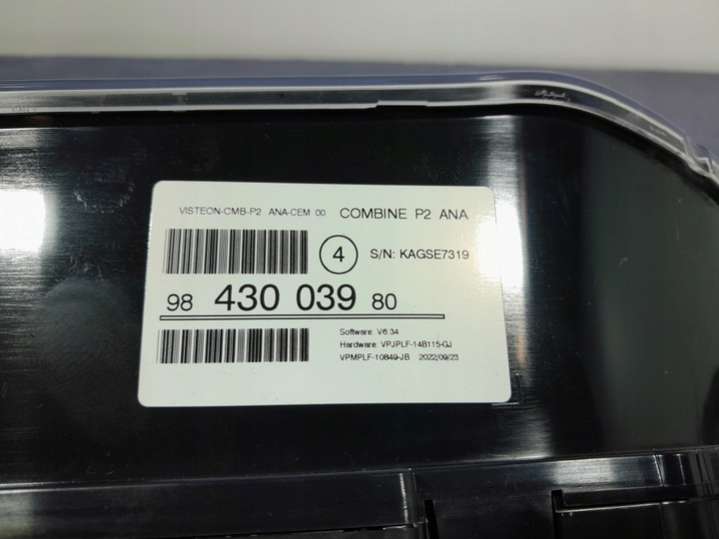 VISTEON-CMB-P2 ANA-CEM 00 COMBINE P2 ANA
4 S/N: KAGSE7319
98 430 039 80
Software: V6.34
Hardware: VPJPLF-14B115-GJ
VPMPLF-10849-JB 2022/09/23